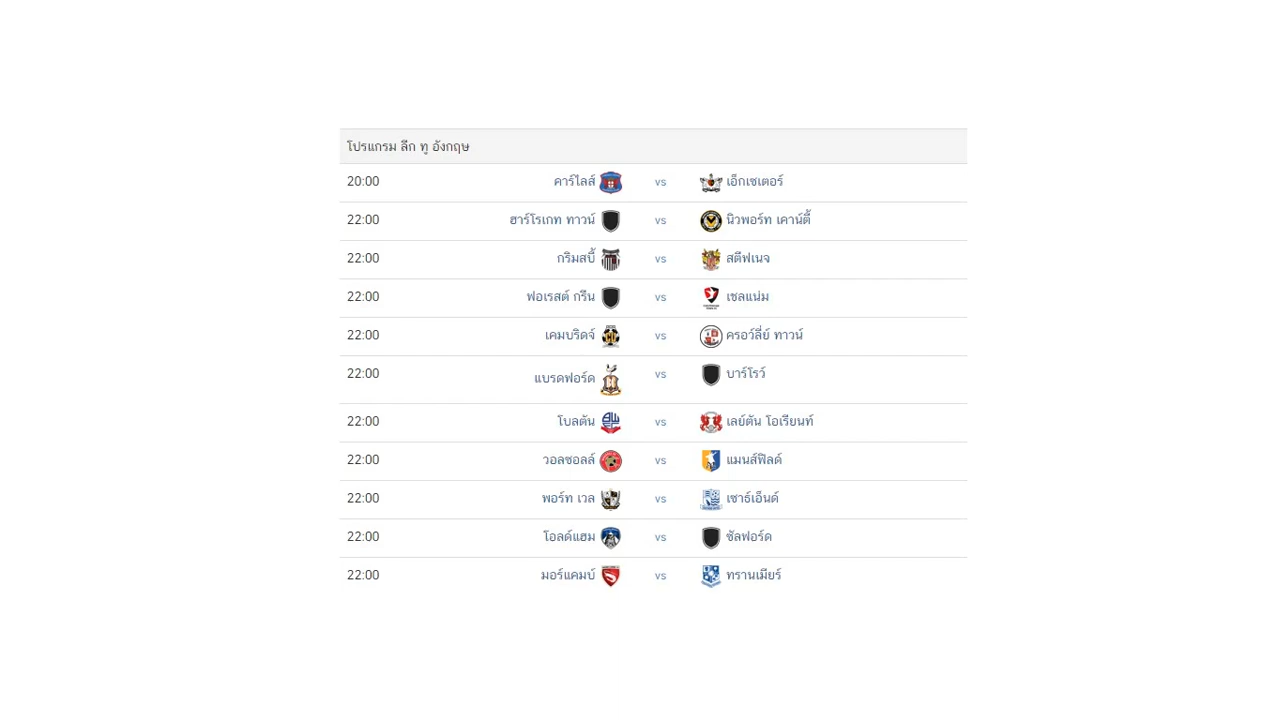 โปรแกรม ลีก ทู อังกฤษ
20:00 คาร์ไลส์ vs เอ็กเซเตอร์
22:00 ฮาร์โรเกท ทาวน์ vs นิวพอร์ท เคาน์ตี้
22:00 กริมสบี้ vs สตีฟเนจ
22:00 ฟอเรสต์ กรีน vs เชลแน่ม
22:00 เคมบริดจ์ vs ครอว์ลี่ย์ ทาวน์
22:00 แบรดฟอร์ด vs บาร์โรว์
22:00 โบลตัน vs เลย์ตัน โอเรียนท์
22:00 วอลซอลล์ vs แมนส์ฟิลด์
22:00 พอร์ท เวล vs เซาธ์เอ็นด์
22:00 โอลด์แฮม vs ซัลฟอร์ด
22:00 มอร์แคมบ์ vs ทรานเมียร์